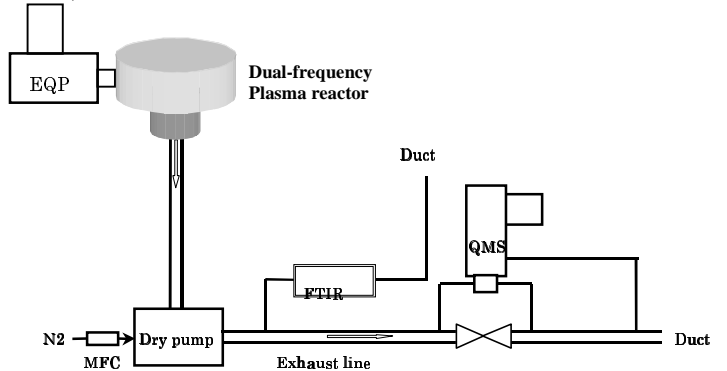 Dual-frequency
Plasma reactor
EQP
Duct
QMS
FTIR
N2
Dry pump
Duct
MFC
Exhaust line